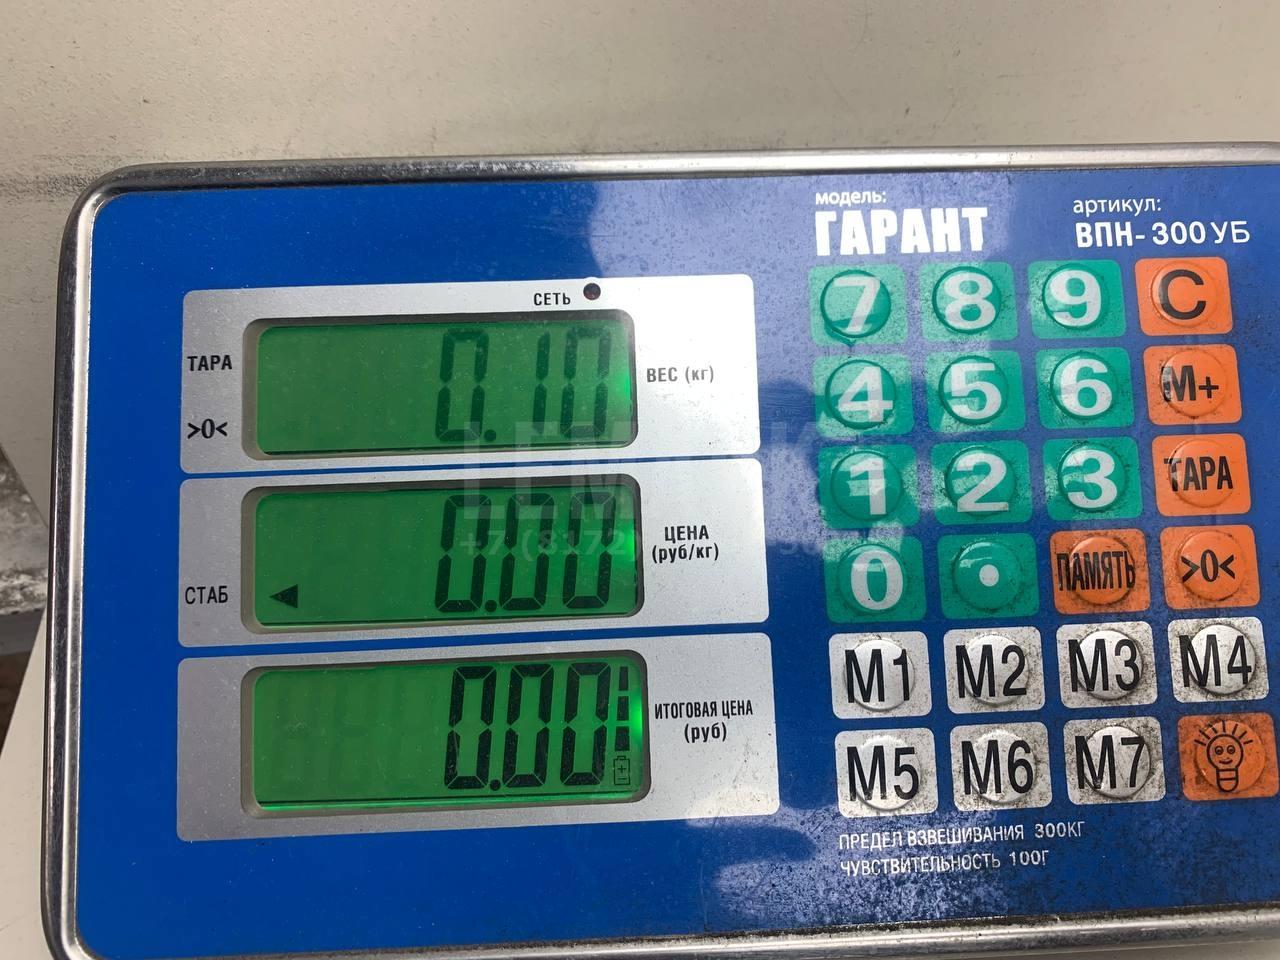 модель:
ГАРАНТ
артикул:
ВПН-300 УБ
СЕТЬ
ТАРА
>0<
0.10
ВЕС (кг)
СТАБ
0.00
ЦЕНА
(руб/кг)
0.00
ИТОГОВАЯ ЦЕНА
(руб)
7 8 9 C
4 5 6 M+
1 2 3 ТАРА
0 . ПАМЯТЬ >0<
M1 M2 M3 M4
M5 M6 M7
ПРЕДЕЛ ВЗВЕШИВАНИЯ 300КГ
ЧУВСТВИТЕЛЬНОСТЬ 100Г